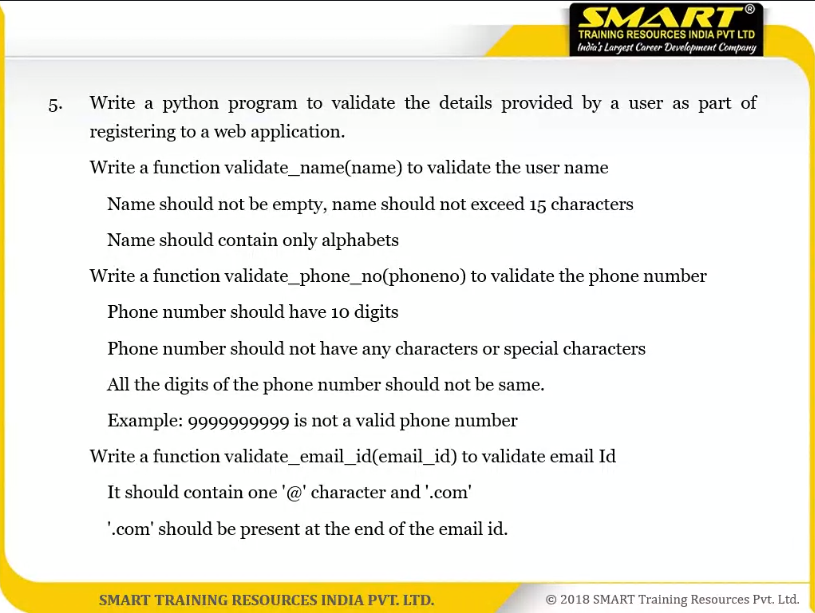 SMART®
TRAINING RESOURCES INDIA PVT LTD
India's Largest Career Development Company
5. Write a python program to validate the details provided by a user as part of
registering to a web application.
Write a function validate_name(name) to validate the user name
Name should not be empty, name should not exceed 15 characters
Name should contain only alphabets
Write a function validate_phone_no(phoneno) to validate the phone number
Phone number should have 10 digits
Phone number should not have any characters or special characters
All the digits of the phone number should not be same.
Example: 9999999999 is not a valid phone number
Write a function validate_email_id(email_id) to validate email Id
It should contain one '@' character and '.com'
'.com' should be present at the end of the email id.
SMART TRAINING RESOURCES INDIA PVT. LTD.
© 2018 SMART Training Resources Pvt. Ltd.